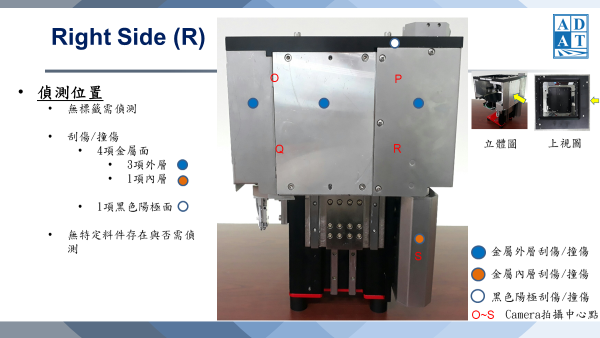 Right Side (R)
A D
A T
• 偵測位置
• 無標籤需偵測
• 刮傷/撞傷
• 4項金屬面
• 3項外層
• 1項內層
• 1項黑色陽極面
• 無特定料件存在與否需偵
測
O
P
Q
R
S
立體圖
上視圖
金屬外層刮傷/撞傷
金屬內層刮傷/撞傷
黑色陽極刮傷/撞傷
O~S Camera拍攝中心點